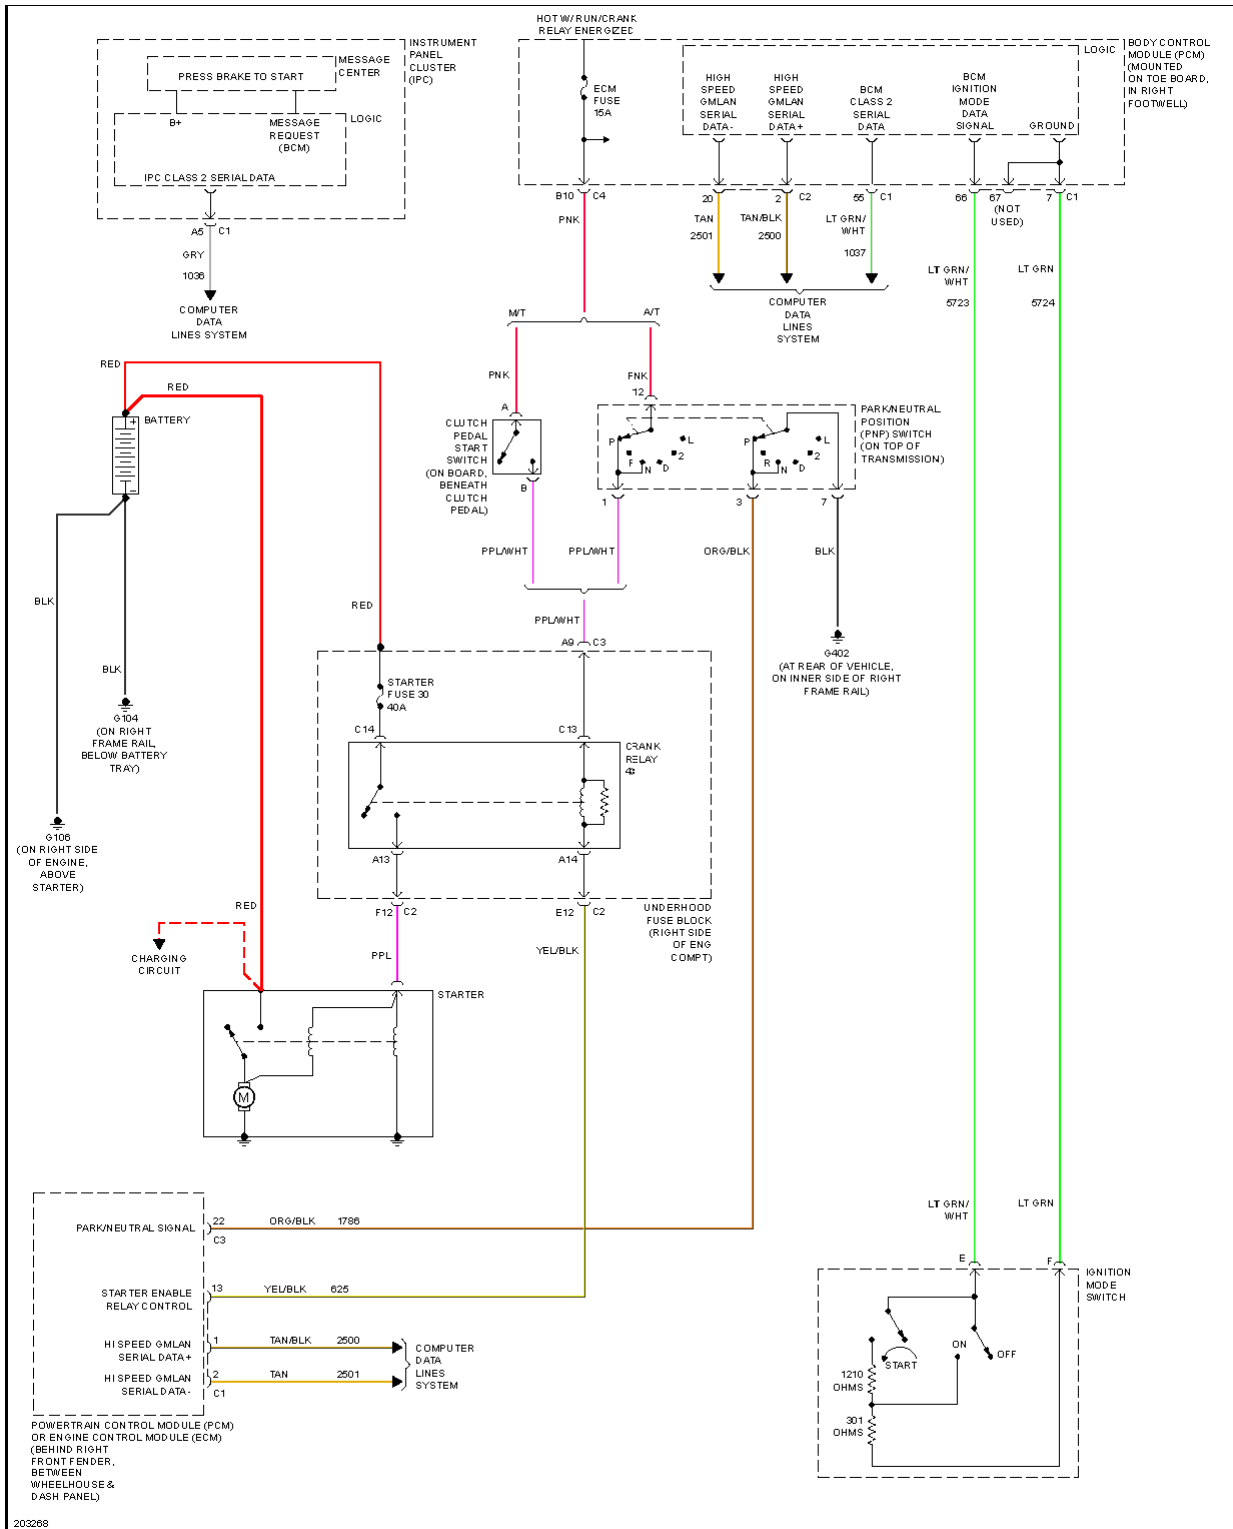 HOT W/ RUN/CRANK
RELAY ENERGIZED
INSTRUMENT
PANEL
CLUSTER
(IPC)
MESSAGE
CENTER
PRESS BRAKE TO START
LOGIC
B+
MESSAGE
REQUEST
(BCM)
IPC CLASS 2 SERIAL DATA
A5
C1
GRY
1036
COMPUTER
DATA
LINES SYSTEM
ECM
FUSE
15A
LOGIC
BODY CONTROL
MODULE (PCM)
(MOUNTED
ON TOE BOARD,
IN RIGHT
FOOTWELL)
HIGH
SPEED
GMLAN
SERIAL
DATA-
HIGH
SPEED
GMLAN
SERIAL
DATA+
BCM
CLASS 2
SERIAL
DATA
BCM
IGNITION
MODE
DATA
SIGNAL
GROUND
B10
C4
20
2
C2
55
C1
66
67
7
C1
(NOT
USED)
PNK
TAN
2501
TAN/BLK
2500
LT GRN/
WHT
1037
LT GRN/
WHT
5723
LT GRN
5724
COMPUTER
DATA
LINES
SYSTEM
M/T
A/T
RED
RED
BATTERY
+
-
PNK
PNK
A
12
CLUTCH
PEDAL
START
SWITCH
(ON BOARD,
BENEATH
CLUTCH
PEDAL)
B
P
R
N
D
2
L
P
R
N
D
2
L
PARK/NEUTRAL
POSITION
(PNP) SWITCH
(ON TOP OF
TRANSMISSION)
1
3
7
PPL/WHT
PPL/WHT
ORG/BLK
BLK
BLK
RED
PPL/WHT
A9
C3
G402
(AT REAR OF VEHICLE,
ON INNER SIDE OF RIGHT
FRAME RAIL)
BLK
G104
(ON RIGHT
FRAME RAIL,
BELOW BATTERY
TRAY)
STARTER
FUSE 30
40A
C14
C13
CRANK
RELAY
43
G106
(ON RIGHT SIDE
OF ENGINE,
ABOVE
STARTER)
A13
A14
RED
F12
C2
E12
C2
UNDERHOOD
FUSE BLOCK
(RIGHT SIDE
OF ENG
COMPT)
CHARGING
CIRCUIT
PPL
YEL/BLK
STARTER
M
PARK/NEUTRAL SIGNAL
22
C3
ORG/BLK
1786
LT GRN/
WHT
LT GRN
STARTER ENABLE
RELAY CONTROL
13
YEL/BLK
625
E
F
IGNITION
MODE
SWITCH
HI SPEED GMLAN
SERIAL DATA+
1
TAN/BLK
2500
HI SPEED GMLAN
SERIAL DATA-
2
C1
TAN
2501
COMPUTER
DATA
LINES
SYSTEM
START
ON
OFF
1210
OHMS
301
OHMS
POWERTRAIN CONTROL MODULE (PCM)
OR ENGINE CONTROL MODULE (ECM)
(BEHIND RIGHT
FRONT FENDER,
BETWEEN
WHEELHOUSE &
DASH PANEL)
203268